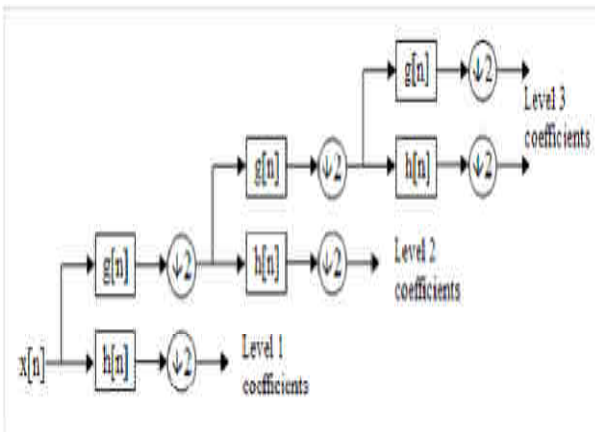 g[n] ↓2
Level 3
coefficients
g[n] ↓2 h[n] ↓2
g[n] ↓2 h[n] ↓2
Level 2
coefficients
x[n] h[n] ↓2
Level 1
coefficients